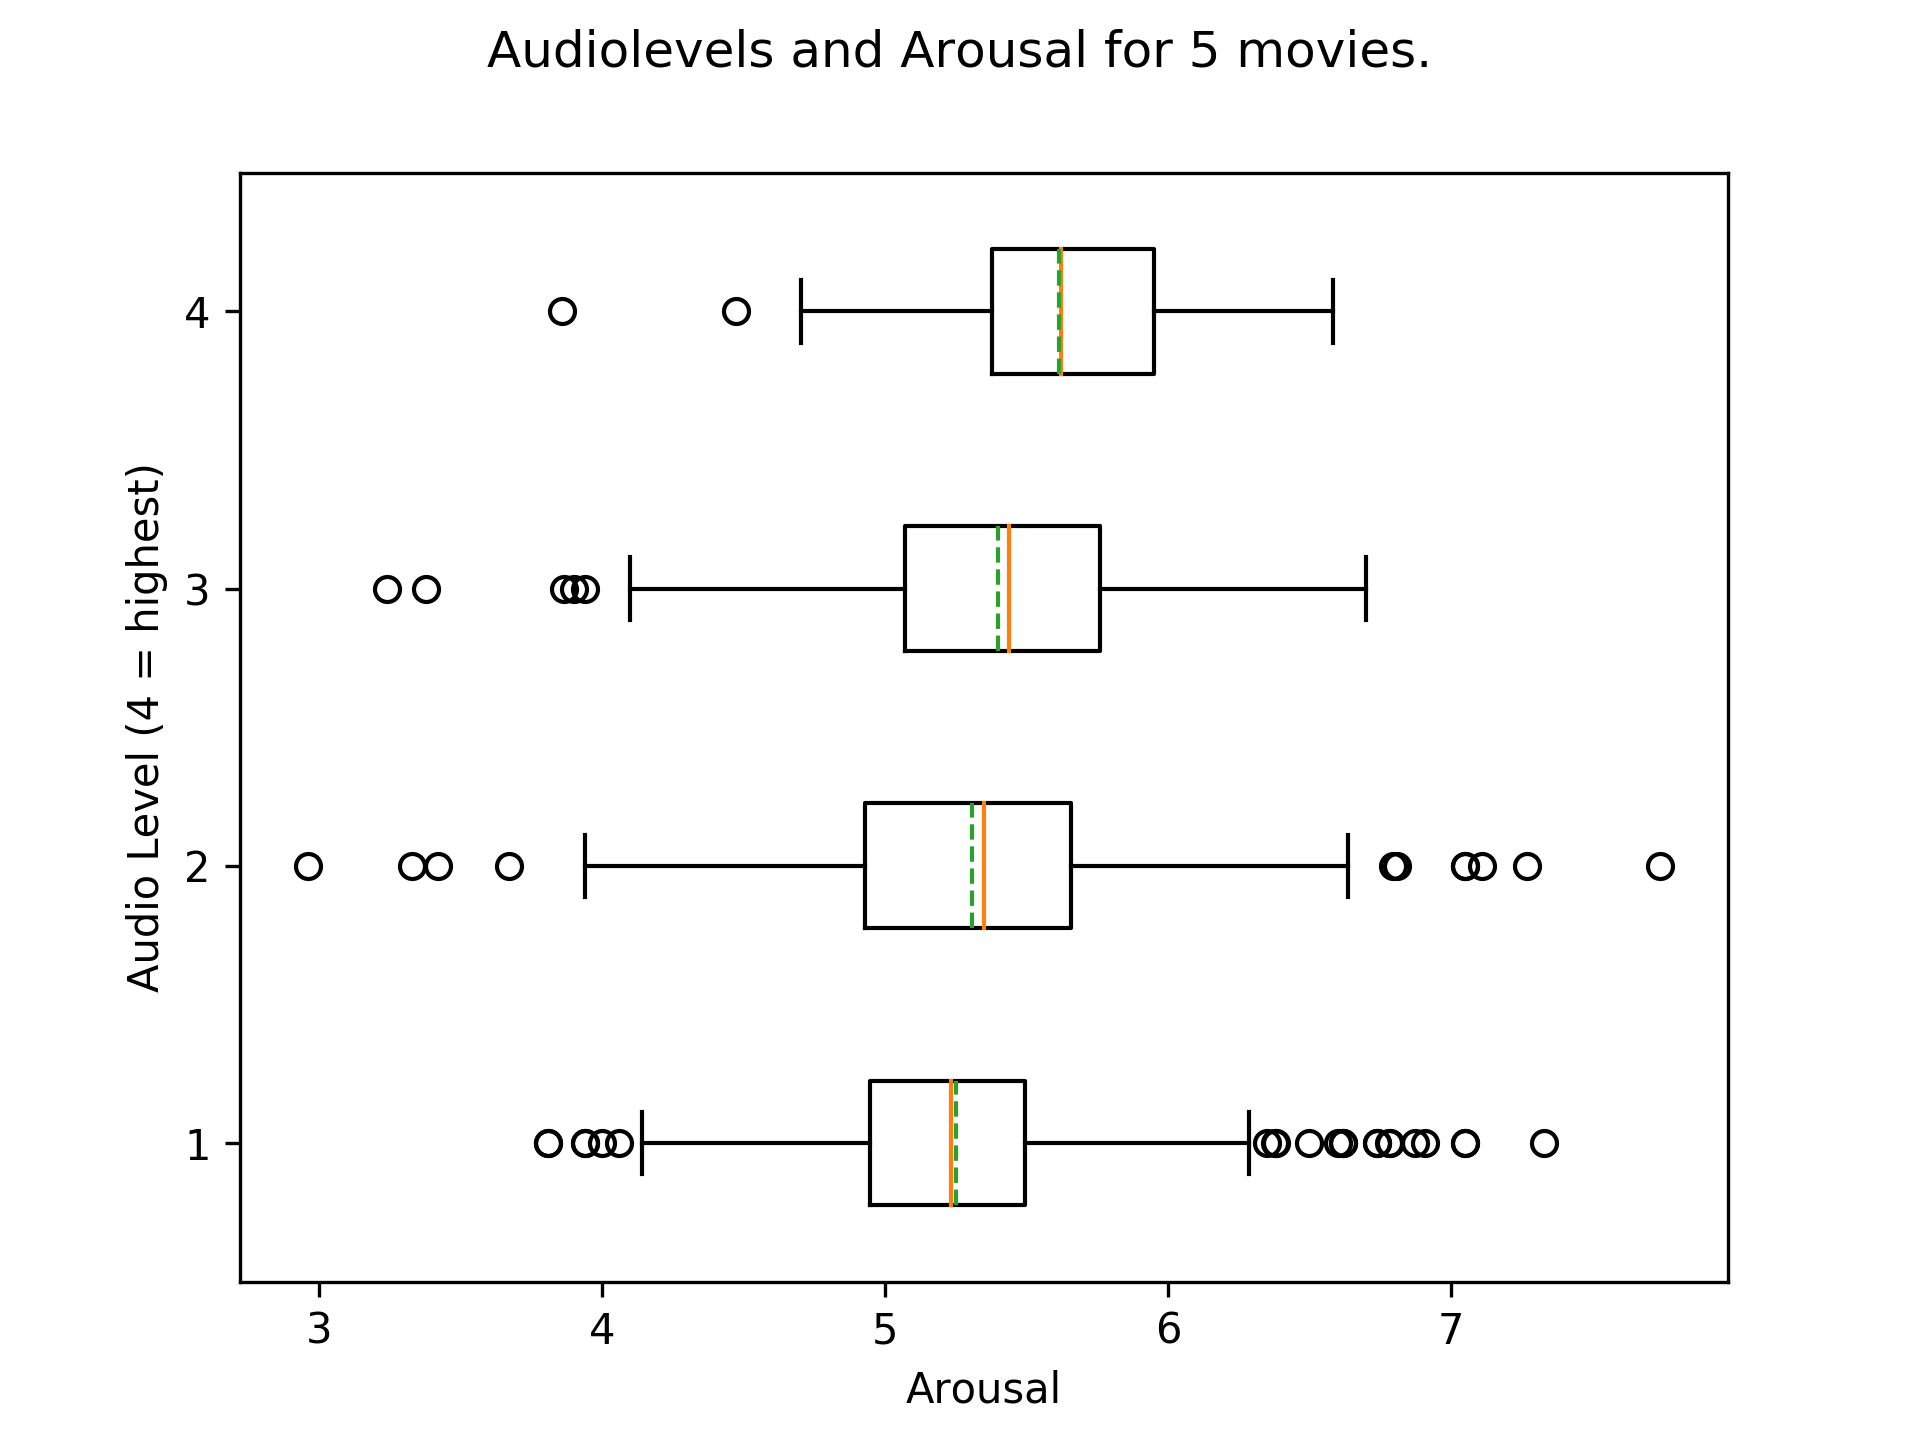 Audiolevels and Arousal for 5 movies.
Audio Level (4 = highest)
4
3
2
1
3 4 5 6 7
Arousal